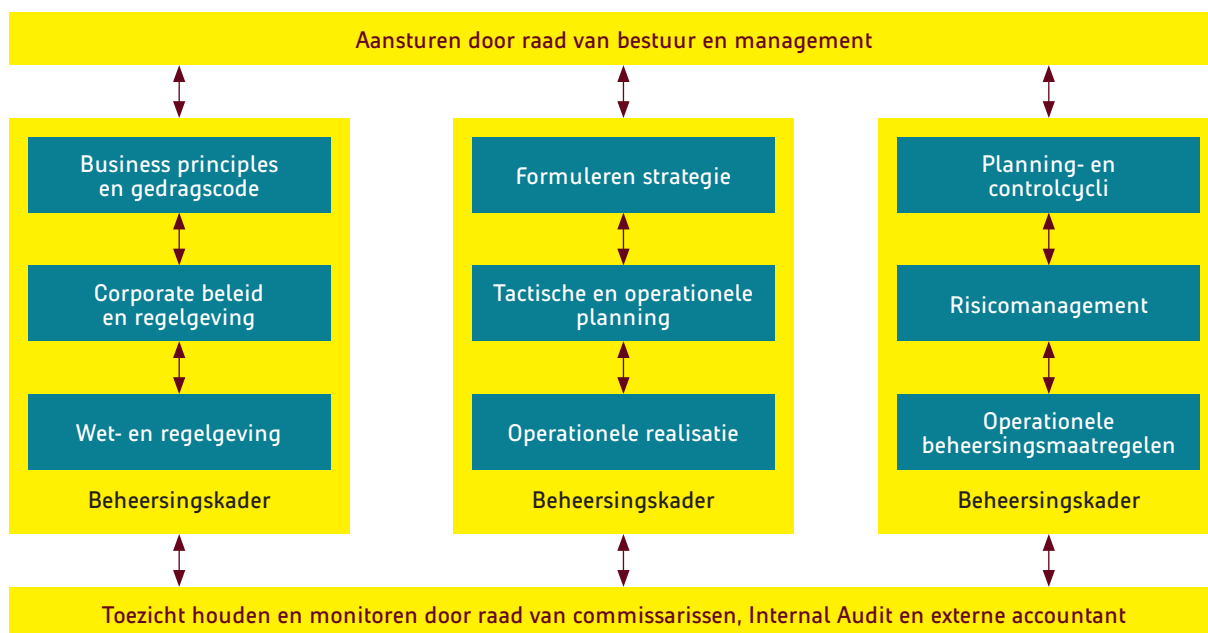 Aansturen door raad van bestuur en management
Business principles
en gedragscode
Corporate beleid
en regelgeving
Wet- en regelgeving
Beheersingskader
Formuleren strategie
Tactische en operationele
planning
Operationele realisatie
Beheersingskader
Planning- en
controlcycli
Risicomanagement
Operationele
beheersingsmaatregelen
Beheersingskader
Toezicht houden en monitoren door raad van commissarissen, Internal Audit en externe accountant